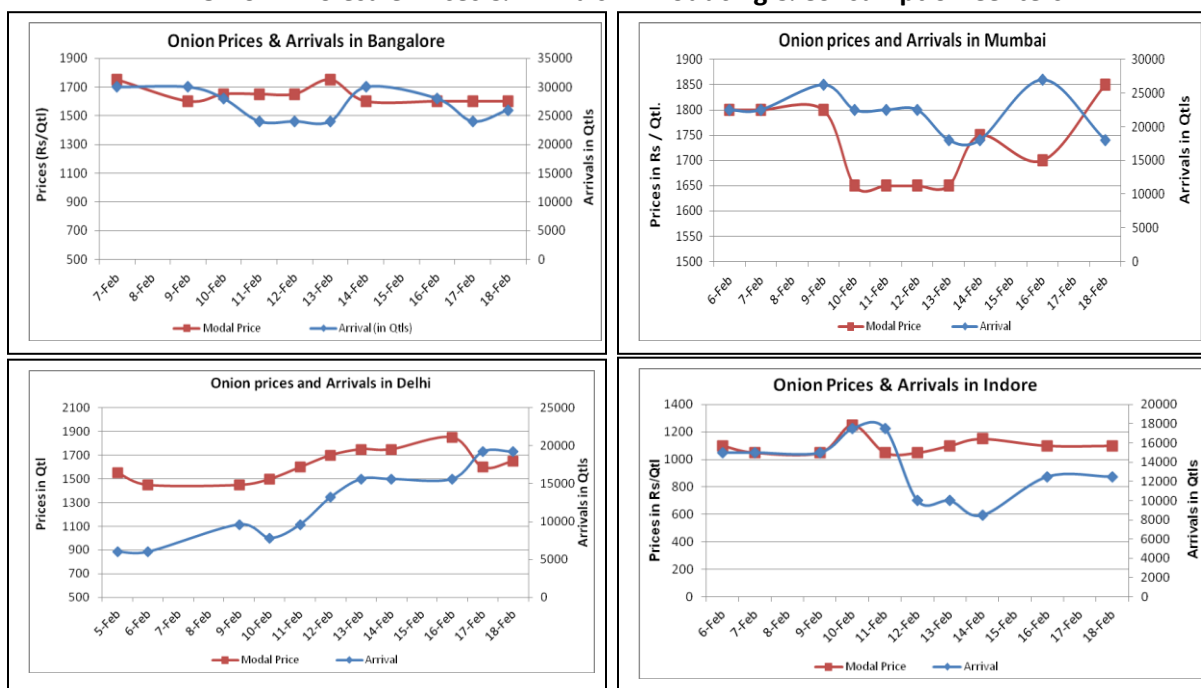 Onion Prices & Arrivals in Bangalore
1900
1700
1500
1300
1100
900
700
500
35000
30000
25000
20000
15000
10000
5000
0
Prices (Rs/Qtl)
Arrivals in Qtls
7-Feb
8-Feb
9-Feb
10-Feb
11-Feb
12-Feb
13-Feb
14-Feb
15-Feb
16-Feb
17-Feb
18-Feb
Modal Price
Arrival (in Qtls)
Onion prices and Arrivals in Mumbai
1900
1850
1800
1750
1700
1650
1600
1550
1500
30000
25000
20000
15000
10000
5000
0
Prices in Rs / Qtl.
Arrivals in Qtls
6-Feb
7-Feb
8-Feb
9-Feb
10-Feb
11-Feb
12-Feb
13-Feb
14-Feb
15-Feb
16-Feb
17-Feb
18-Feb
Modal Price
Arrival
Onion prices and Arrivals in Delhi
2100
1900
1700
1500
1300
1100
900
700
500
25000
20000
15000
10000
5000
0
Prices in Qtl
Arrivals in Qtls
5-Feb
6-Feb
7-Feb
8-Feb
9-Feb
10-Feb
11-Feb
12-Feb
13-Feb
14-Feb
15-Feb
16-Feb
17-Feb
18-Feb
Modal Price
Arrival
Onion Prices & Arrivals in Indore
1400
1200
1000
800
600
400
200
0
20000
18000
16000
14000
12000
10000
8000
6000
4000
2000
0
Prices in Rs/Qtl
Arrivals in Qtls
6-Feb
7-Feb
8-Feb
9-Feb
10-Feb
11-Feb
12-Feb
13-Feb
14-Feb
15-Feb
16-Feb
17-Feb
18-Feb
Modal Price
Arrival